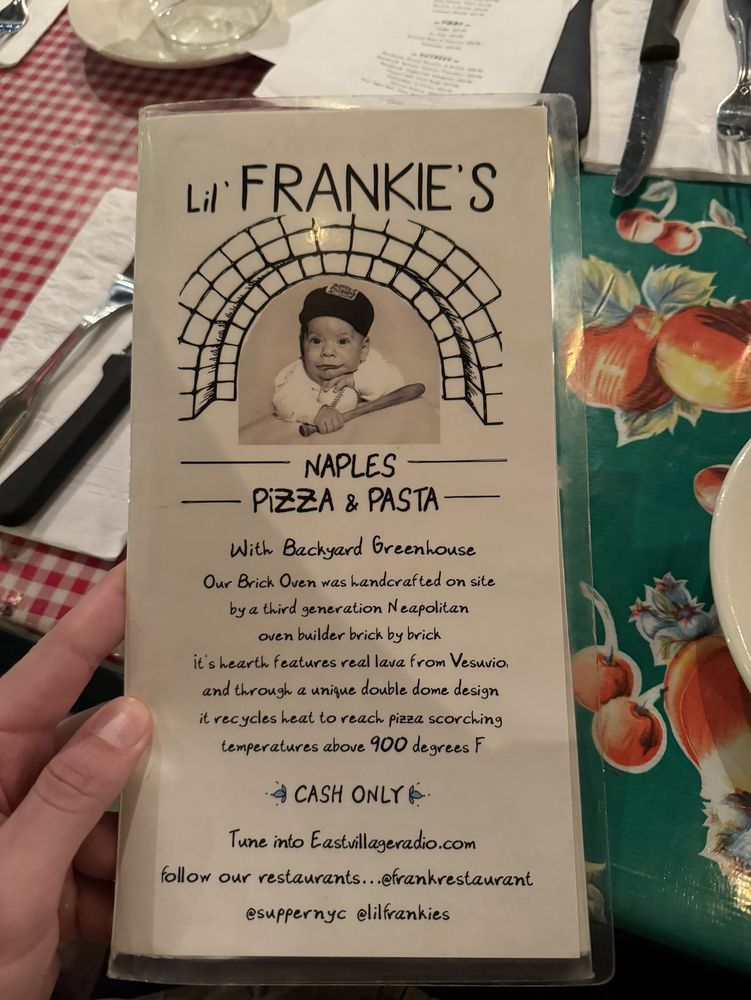 Lil' FRANKIE'S
NAPLES
PIZZA & PASTA
With Backyard Greenhouse
Our Brick Oven was handcrafted on site
by a third generation Neapolitan
oven builder brick by brick
it's hearth features real lava from Vesuvio,
and through a unique double dome design
it recycles heat to reach pizza scorching
temperatures above 900 degrees F
CASH ONLY
Tune into Eastvillageradio.com
follow our restaurants...@frankrestaurant
@suppernyc @lilfrankies